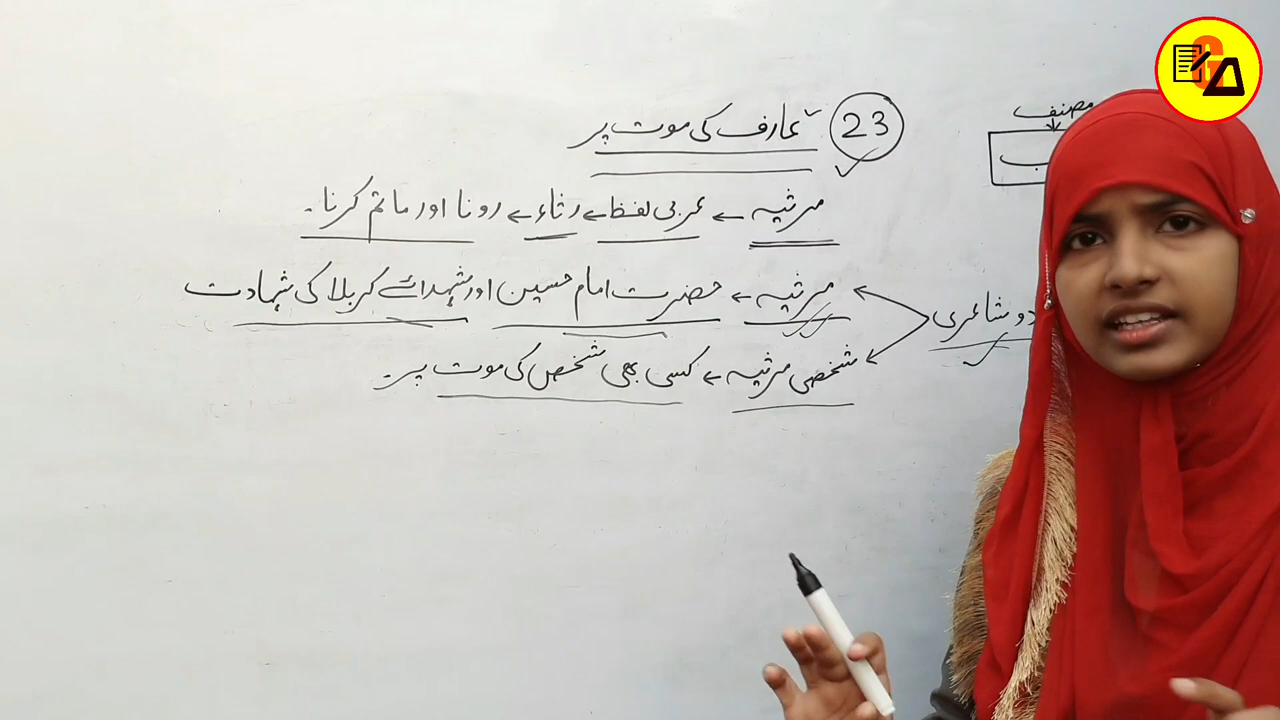 مصنف
23 عارف کی موت پر
مرثیہ ← عربی لفظ ← رثاء ← رونا اور ماتم کرنا۔
مرثیہ ← حضرت امام حسین اور شہدائے کربلا کی شہادت
دو شاعری
شخصی مرثیہ ← کسی بھی شخص کی موت پر۔